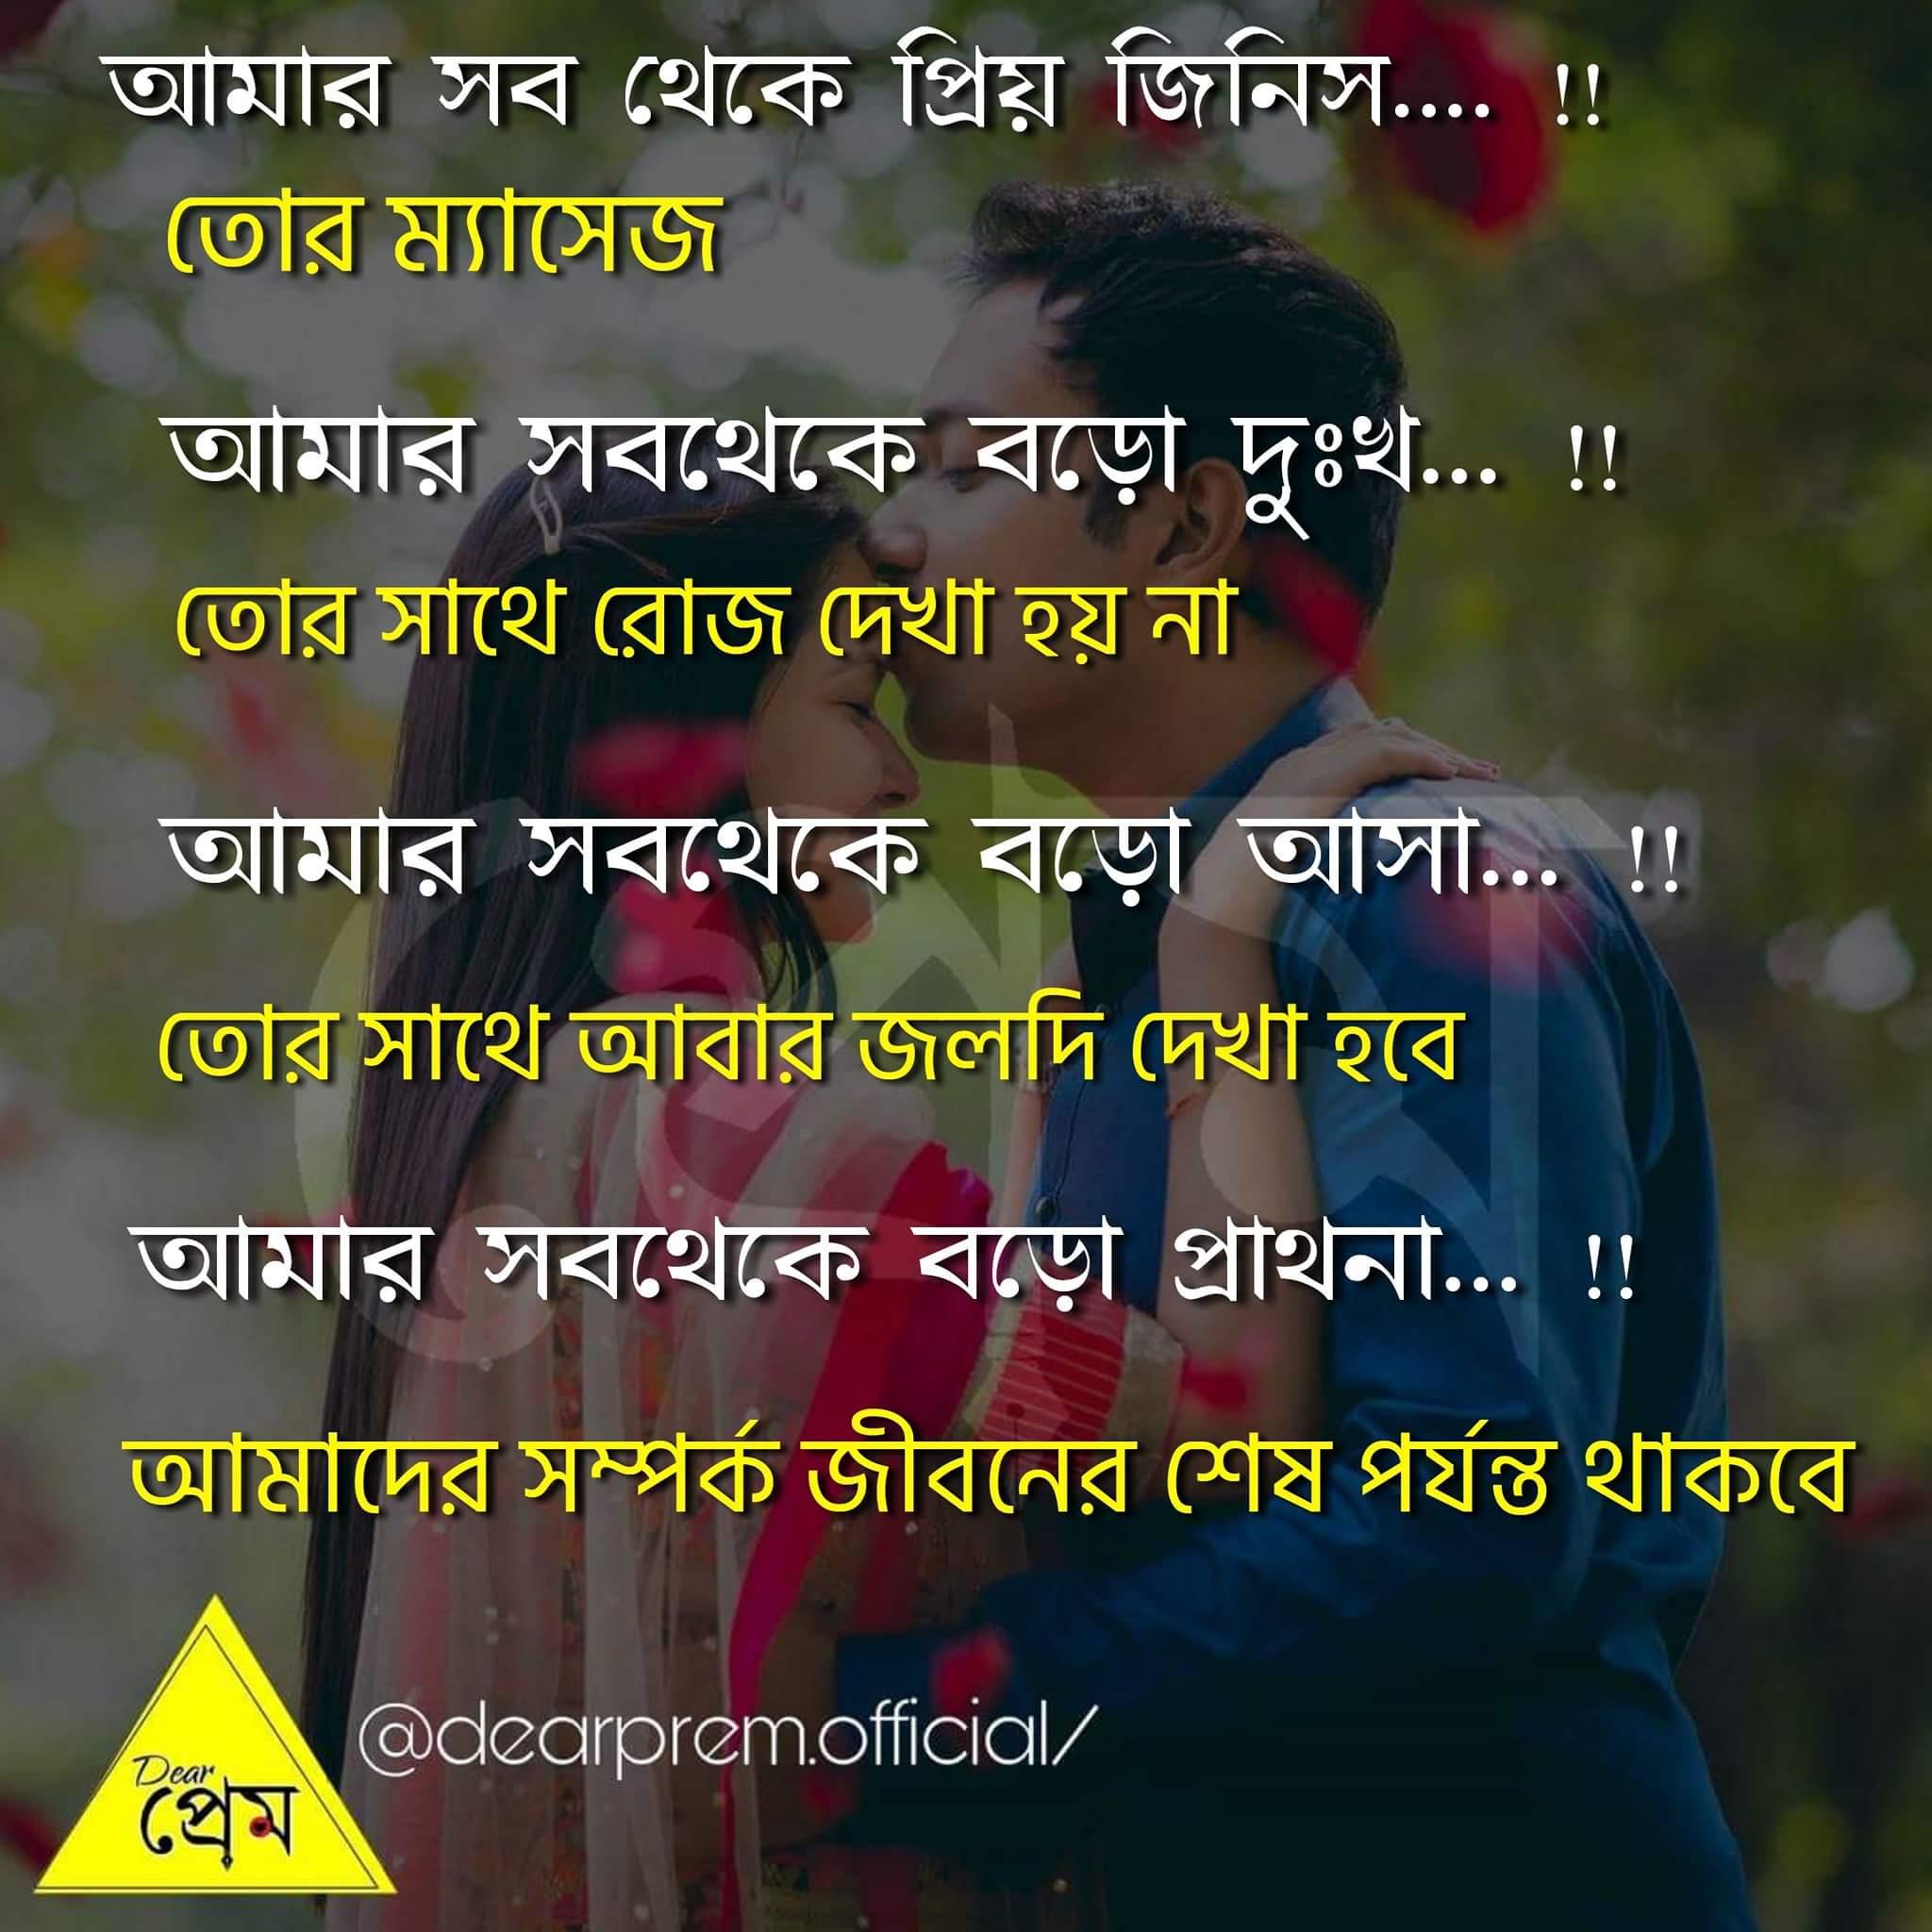 আমার সব থেকে প্রিয় জিনিস.... !!
তোর ম্যাসেজ
আমার সবথেকে বড়ো দুঃখ... !!
তোর সাথে রোজ দেখা হয় না
আমার সবথেকে বড়ো আসা... !!
তোর সাথে আবার জলদি দেখা হবে
আমার সবথেকে বড়ো প্রাথনা... !!
আমাদের সম্পর্ক জীবনের শেষ পর্যন্ত থাকবে
@dearprem.official/
Dear
প্রেম
প্রেম